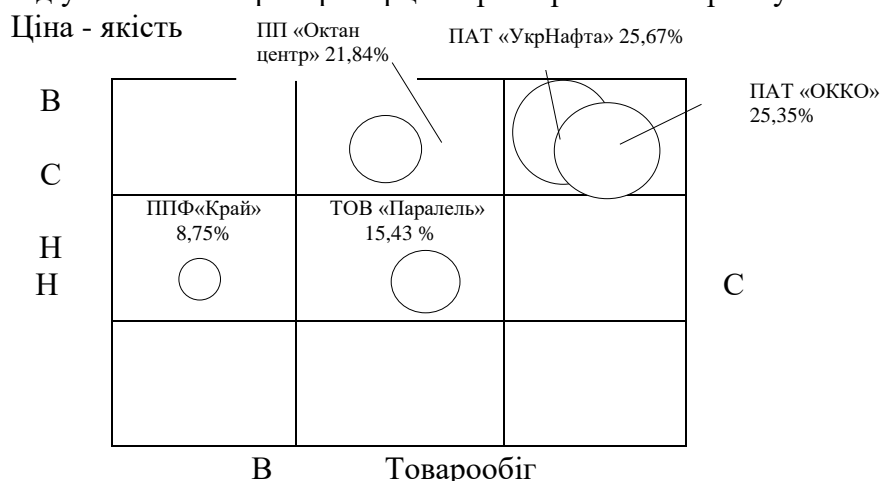 Ціна - якість
ПП «Октан
центр» 21,84%
ПАТ «УкрНафта» 25,67%
ПАТ «ОККО»
25,35%
В
С
Н
Н
ППФ«Край»
8,75%
ТОВ «Паралель»
15,43 %
С
В
Товарообіг